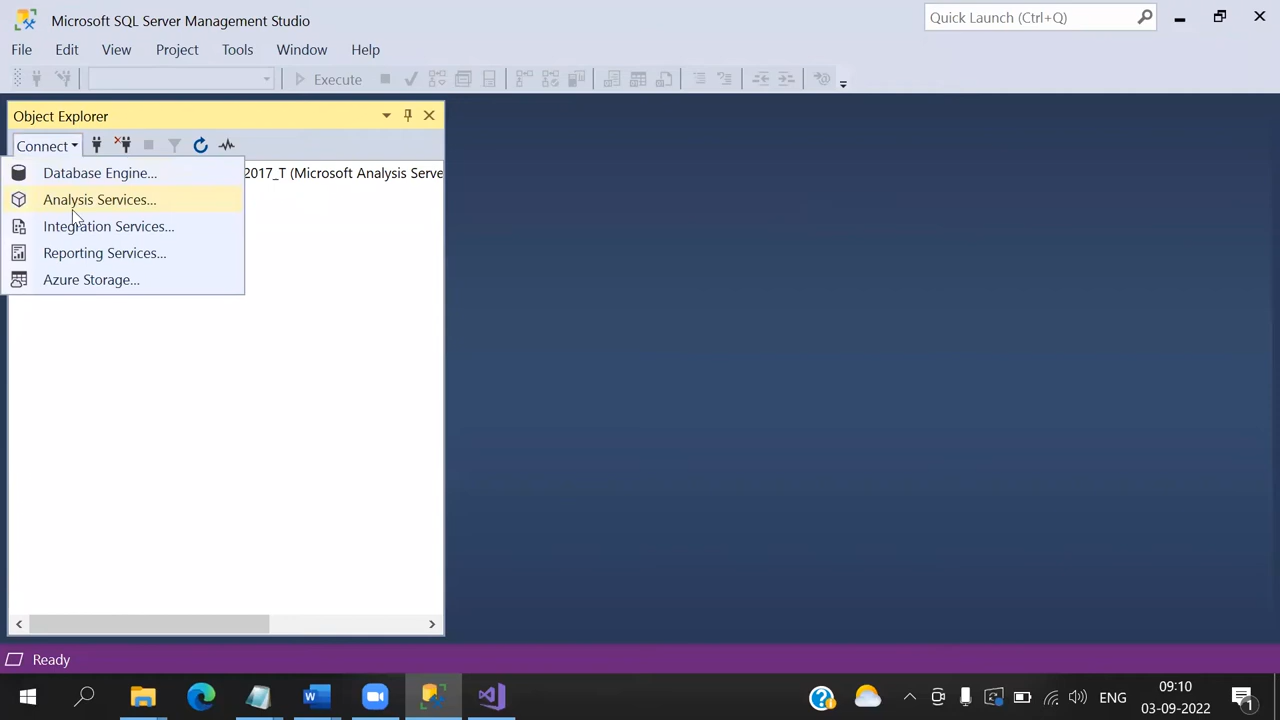 Microsoft SQL Server Management Studio
Quick Launch (Ctrl+Q)
File Edit View Project Tools Window Help
Execute
Object Explorer
Connect
Database Engine...
2017_T (Microsoft Analysis Serve
Analysis Services...
Integration Services...
Reporting Services...
Azure Storage...
Ready
ENG
09:10
03-09-2022
1